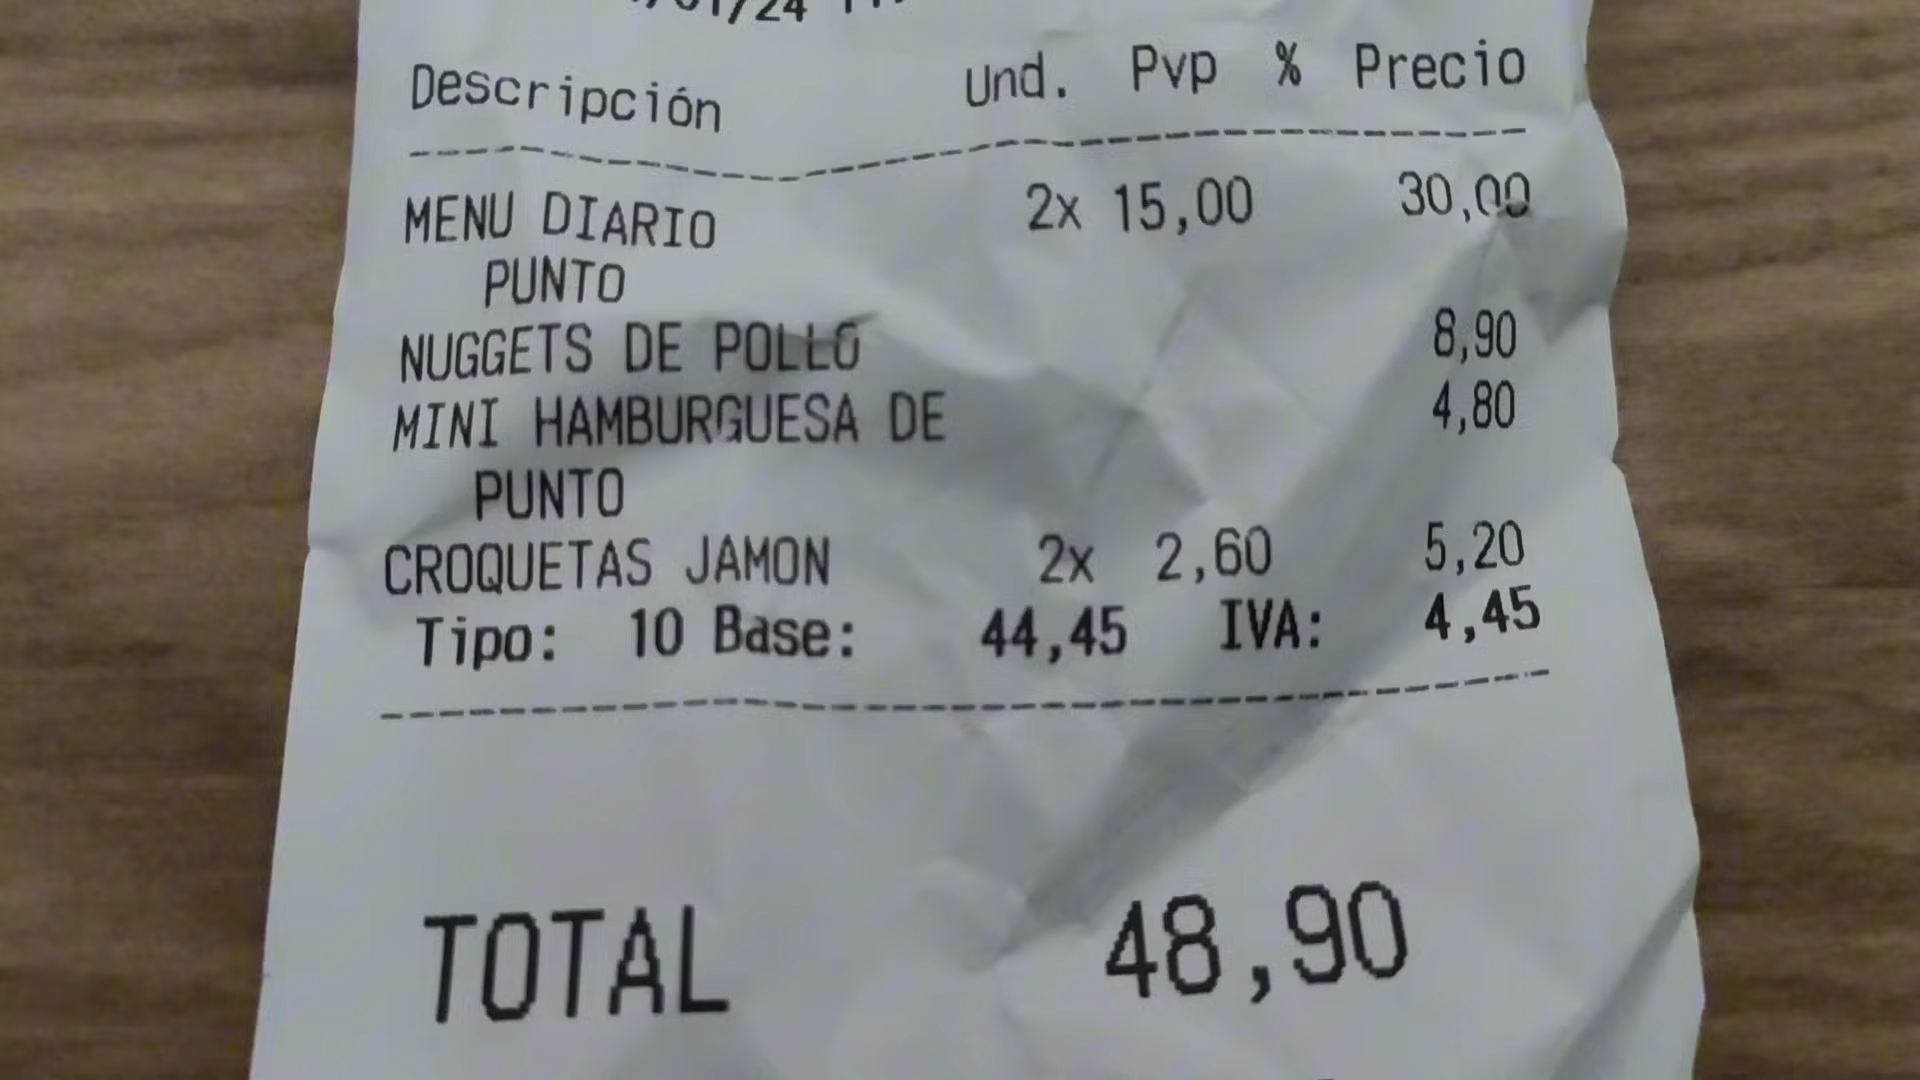 /01/24
Descripción Und. Pvp % Precio
MENU DIARIO 2x 15,00 30,00
PUNTO
NUGGETS DE POLLO 8,90
MINI HAMBURGUESA DE 4,80
PUNTO
CROQUETAS JAMON 2x 2,60 5,20
Tipo: 10 Base: 44,45 IVA: 4,45
TOTAL 48,90